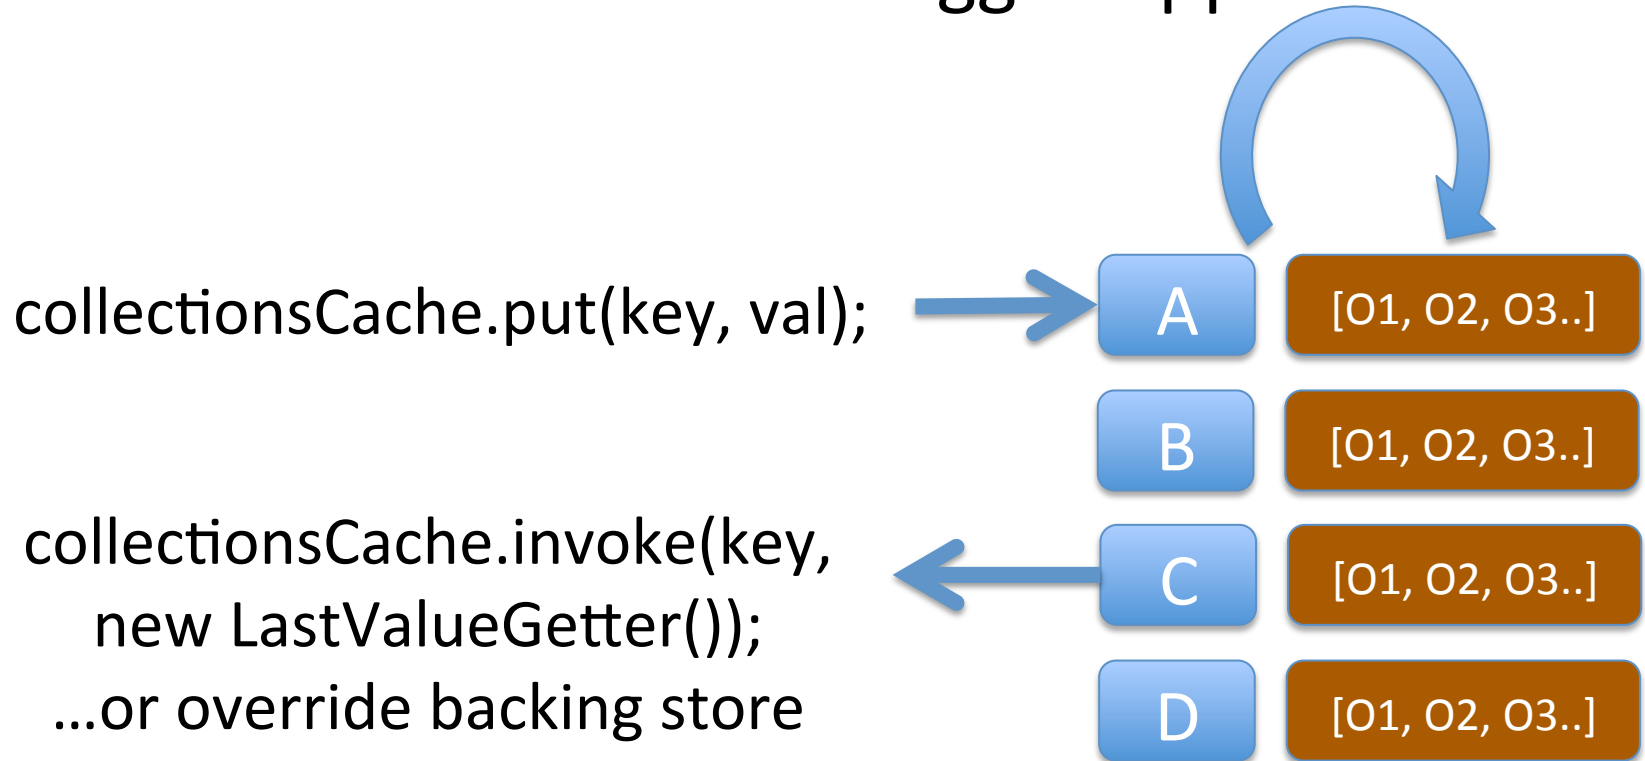 collectionsCache.put(key, val);
A
[O1, O2, O3..]
B
[O1, O2, O3..]
collectionsCache.invoke(key,
new LastValueGetter());
...or override backing store
C
[O1, O2, O3..]
D
[O1, O2, O3..]